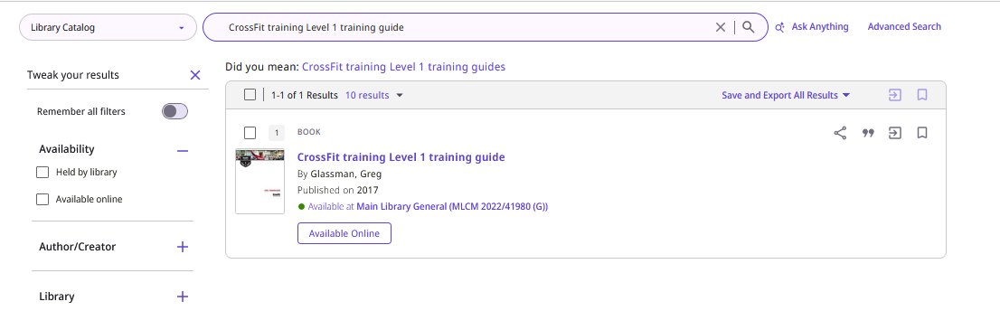 Library Catalog
CrossFit training Level 1 training guide
Ask Anything
Advanced Search
Tweak your results
Remember all filters
Availability
Held by library
Available online
Author/Creator
Library
Did you mean: CrossFit training Level 1 training guides
1-1 of 1 Results 10 results
Save and Export All Results
1
BOOK
CrossFit training Level 1 training guide
By Glassman, Greg
Published on 2017
Available at Main Library General (MLCM 2022/41980 (G))
Available Online